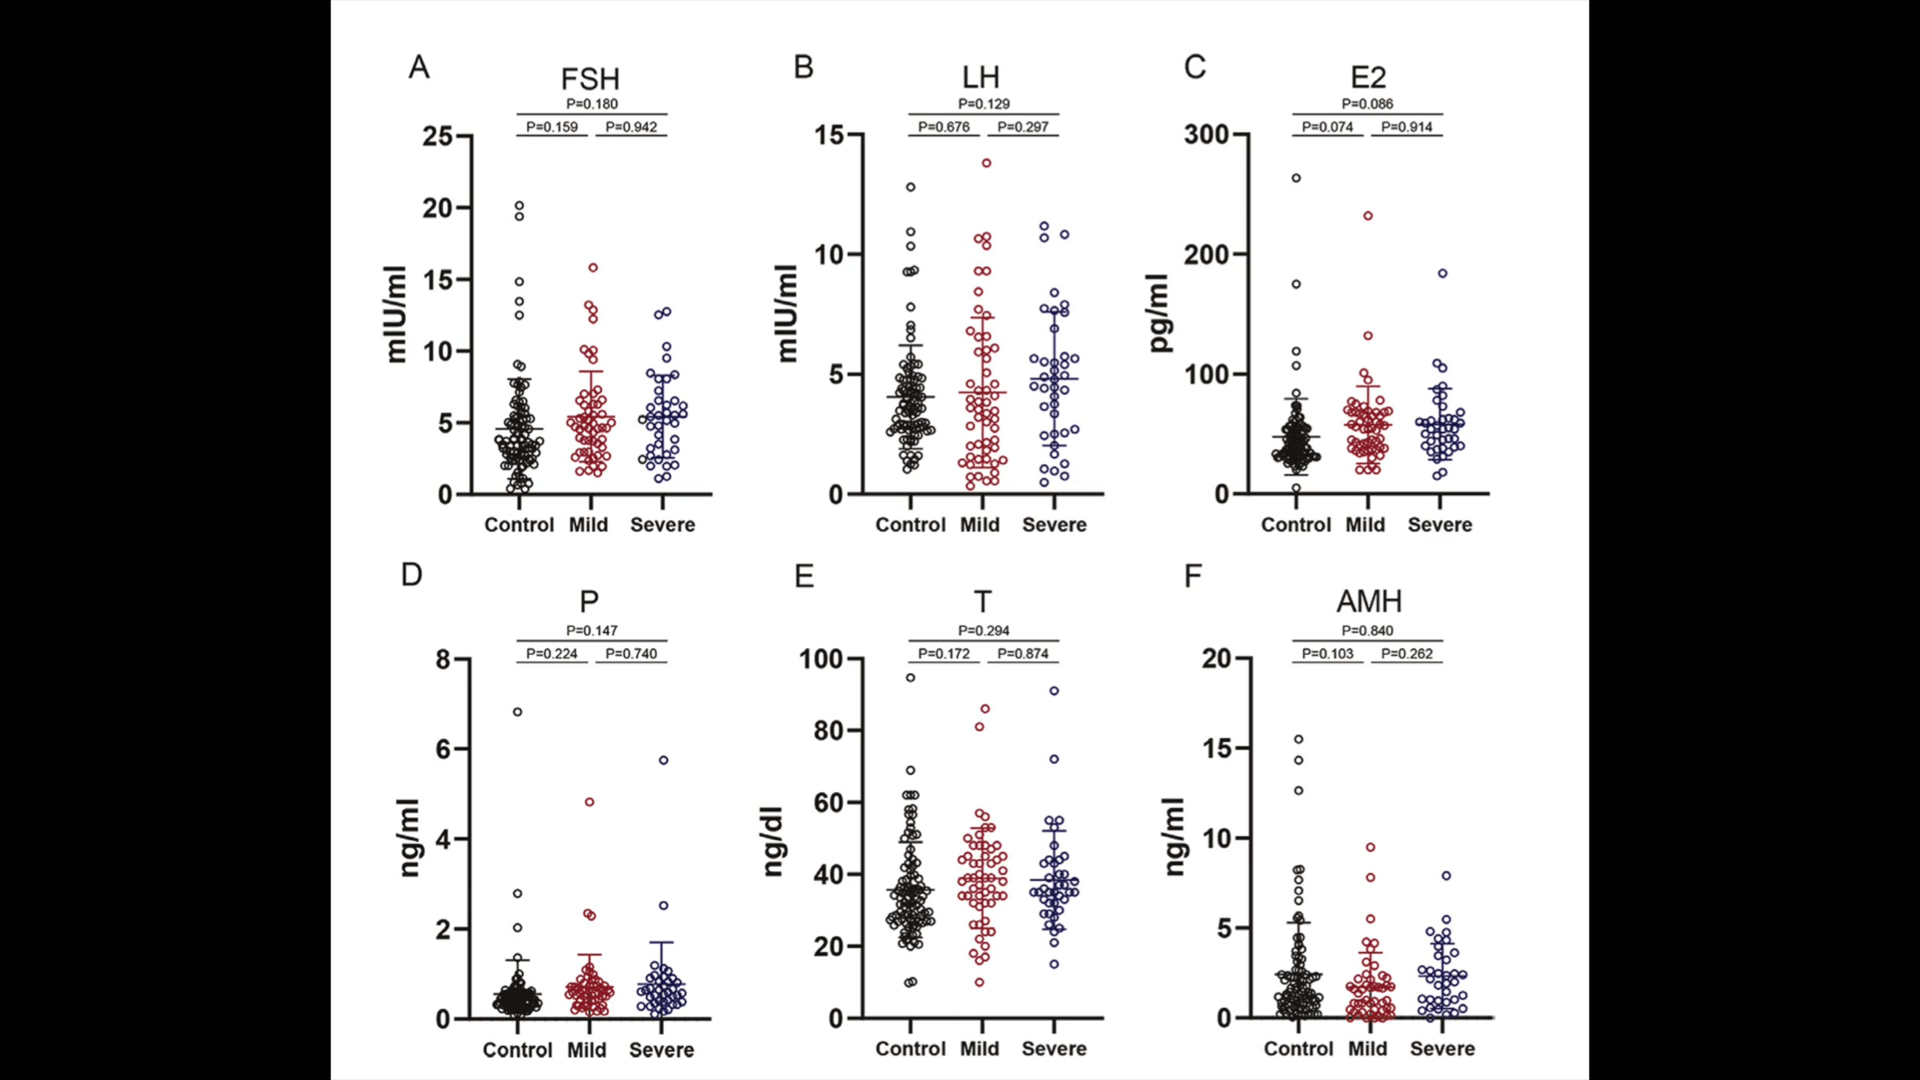 A
FSH
P=0.180
P=0.159 P=0.942
25
20
15
10
5
0
mIU/ml
Control Mild Severe
B
LH
P=0.129
P=0.676 P=0.297
15
10
5
0
mIU/ml
Control Mild Severe
C
E2
P=0.086
P=0.074 P=0.914
300
200
100
0
pg/ml
Control Mild Severe
D
P
P=0.147
P=0.224 P=0.740
8
6
4
2
0
ng/ml
Control Mild Severe
E
T
P=0.294
P=0.172 P=0.874
100
80
60
40
20
0
ng/dl
Control Mild Severe
F
AMH
P=0.840
P=0.103 P=0.262
20
15
10
5
0
ng/ml
Control Mild Severe